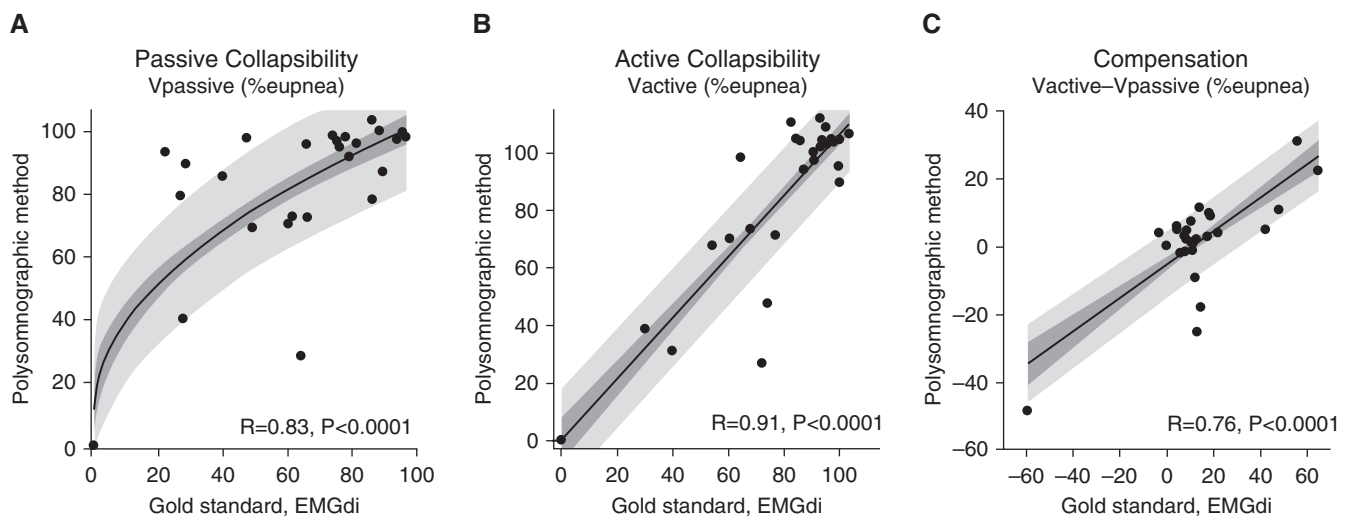 A
Passive Collapsibility
Vpassive (%eupnea)
Polysomnographic method
100
80
60
40
20
0
R=0.83, P<0.0001
0 20 40 60 80 100
Gold standard, EMGdi
B
Active Collapsibility
Vactive (%eupnea)
Polysomnographic method
100
80
60
40
20
0
R=0.91, P<0.0001
0 20 40 60 80 100
Gold standard, EMGdi
C
Compensation
Vactive–Vpassive (%eupnea)
Polysomnographic method
40
20
0
–20
–40
–60
R=0.76, P<0.0001
–60 –40 –20 0 20 40 60
Gold standard, EMGdi